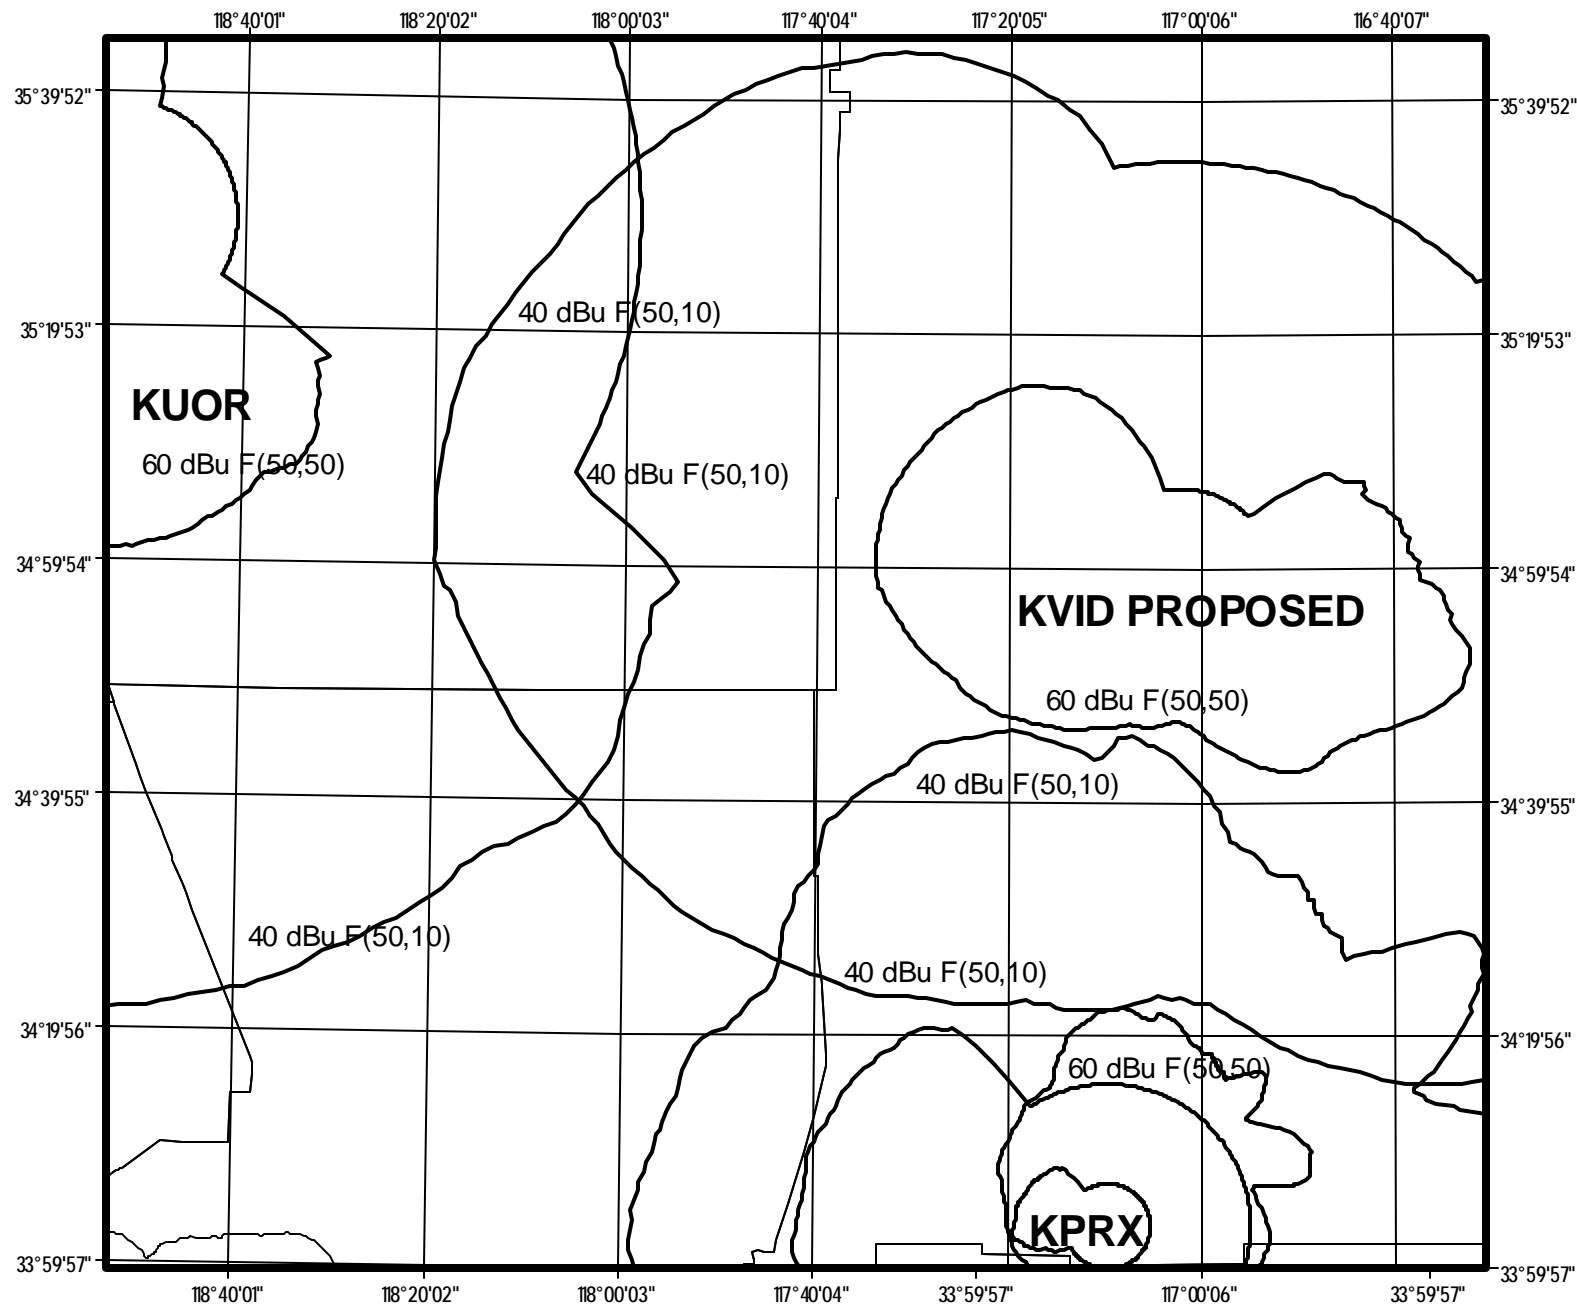 118°40'01" 118°20'02" 118°00'03" 117°40'04" 117°20'05" 117°00'06" 116°40'07"
35°39'52" 35°39'52"
40 dBu F(50,10)
35°19'53" 35°19'53"
KUOR
60 dBu F(50,50) 40 dBu F(50,10)
34°59'54" 34°59'54"
KVID PROPOSED
60 dBu F(50,50)
40 dBu F(50,10)
34°39'55" 34°39'55"
40 dBu F(50,10)
40 dBu F(50,10)
34°19'56" 34°19'56"
60 dBu F(50,50)
KPRX
33°59'57" 33°59'57"
118°40'01" 118°20'02" 118°00'03" 117°40'04" 33°59'57" 117°00'06" 33°59'57"